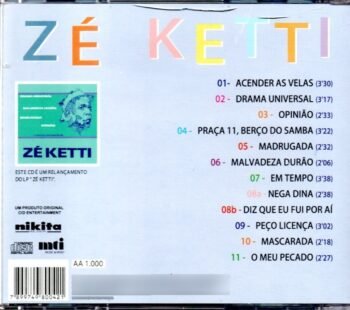 ZÉ KETTI
ZÉ KETTI
ESTE CD É UM RELANÇAMENTO
DO LP "ZÉ KETTI"
UM PRODUTO ORIGINAL
CID ENTERTAINMENT
nikita
mci
AA 1.000
7 899749 800421
01- ACENDER AS VELAS (3'30)
02 - DRAMA UNIVERSAL (3'17)
03 - OPINIÃO (2'33)
04 - PRAÇA 11, BERÇO DO SAMBA (3'22)
05 - MADRUGADA (2'32)
06 - MALVADEZA DURÃO (2'06)
07 - EM TEMPO (3'38)
08a - NEGA DINA (2'38)
08b - DIZ QUE EU FUI POR AÍ
09 - PEÇO LICENÇA (3'02)
10 - MASCARADA (2'18)
11 - O MEU PECADO (2'27)